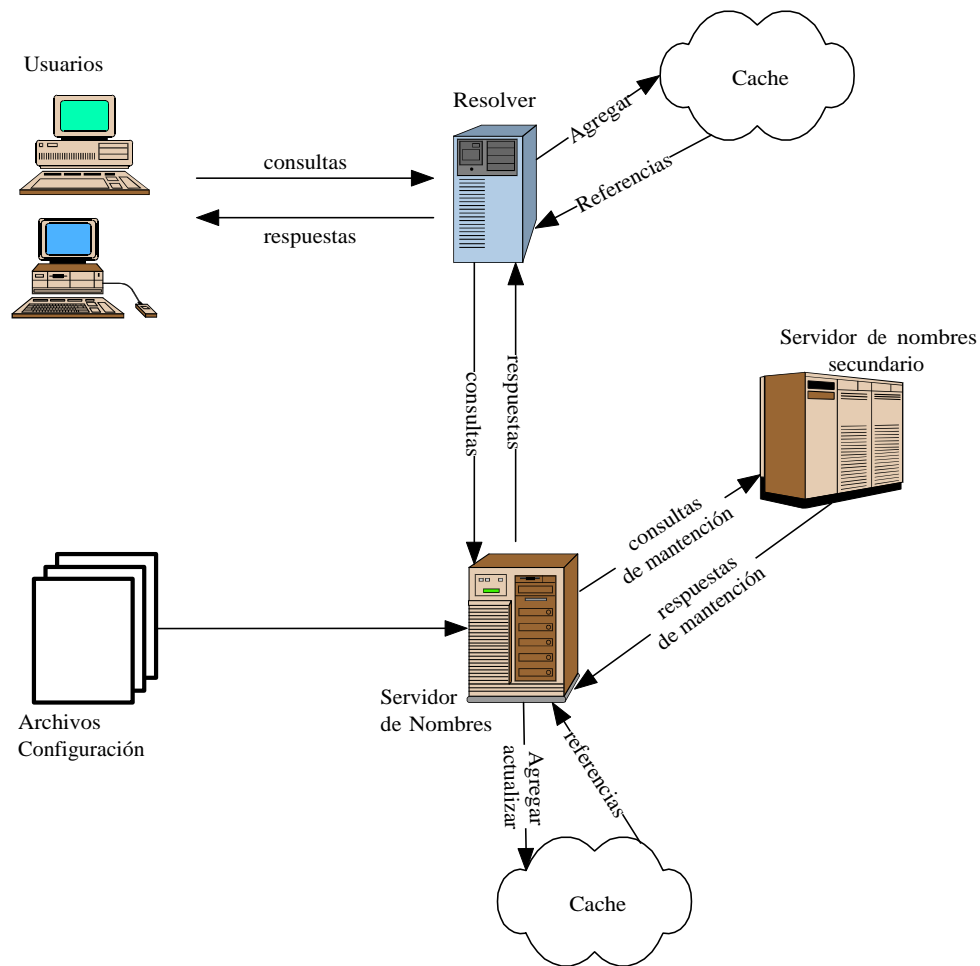 Usuarios
Cache
Resolver
Agregar
consultas
Referencias
respuestas
Servidor de nombres
secundario
consultas
respuestas
consultas
de mantención
respuestas
de mantención
Servidor
de Nombres
Archivos
Configuración
Agregar
actualizar
referencias
Cache